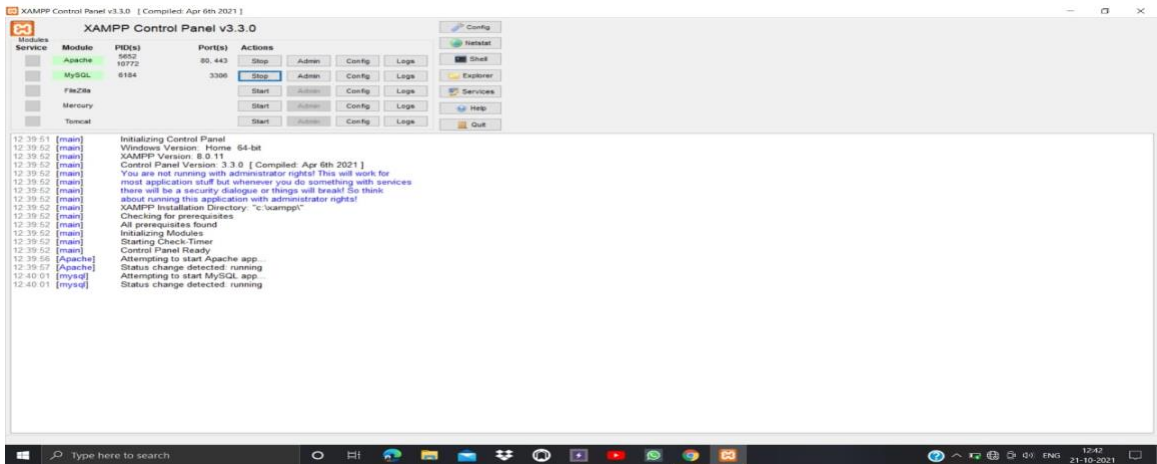 XAMPP Control Panel v3.3.0 [ Compiled: Apr 6th 2021 ]
XAMPP Control Panel v3.3.0
Config
Modules
Service Module PID(s) Port(s) Actions
Netstat
Apache 5652 10772 80, 443 Stop Admin Config Logs
Shell
MySQL 6184 3306 Stop Admin Config Logs
Explorer
FileZilla Start Admin Config Logs
Services
Mercury Start Admin Config Logs
Help
Tomcat Start Admin Config Logs
Quit
12:39:51 [main] Initializing Control Panel
12:39:52 [main] Windows Version: Home 64-bit
12:39:52 [main] XAMPP Version: 8.0.11
12:39:52 [main] Control Panel Version: 3.3.0 [ Compiled: Apr 6th 2021 ]
12:39:52 [main] You are not running with administrator rights! This will work for
12:39:52 [main] most application stuff but whenever you do something with services
12:39:52 [main] there will be a security dialogue or things will break! So think
12:39:52 [main] about running this application with administrator rights!
12:39:52 [main] XAMPP Installation Directory: "c:\xampp\"
12:39:52 [main] Checking for prerequisites
12:39:52 [main] All prerequisites found
12:39:52 [main] Initializing Modules
12:39:52 [main] Starting Check-Timer
12:39:52 [main] Control Panel Ready
12:39:56 [Apache] Attempting to start Apache app...
12:39:57 [Apache] Status change detected: running
12:40:01 [mysql] Attempting to start MySQL app...
12:40:01 [mysql] Status change detected: running
Type here to search
ENG
12:42
21-10-2021